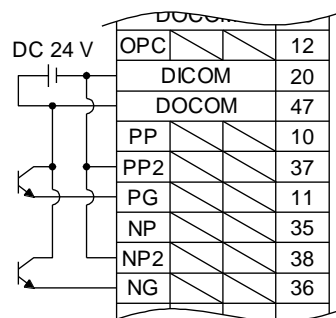 DOCOM
DC 24 V
OPC 12
DICOM 20
DOCOM 47
PP 10
PP2 37
PG 11
NP 35
NP2 38
NG 36